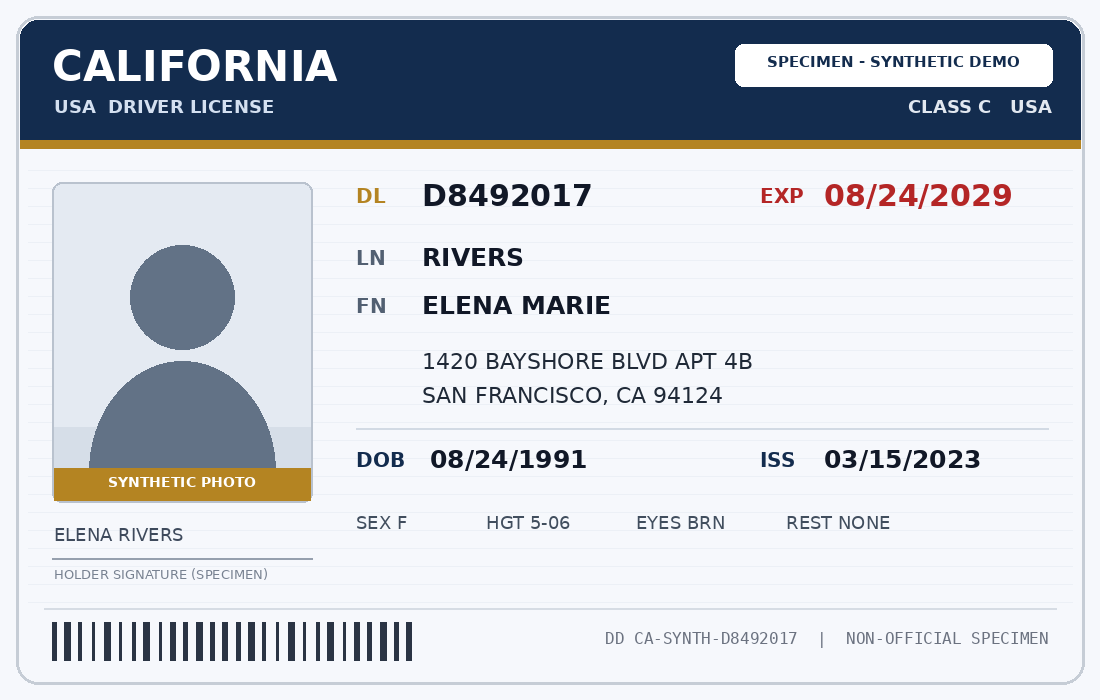 CALIFORNIA
SPECIMEN - SYNTHETIC DEMO
USA DRIVER LICENSE
CLASS C USA
DL D8492017
EXP 08/24/2029
LN RIVERS
FN ELENA MARIE
1420 BAYSHORE BLVD APT 4B
SAN FRANCISCO, CA 94124
DOB 08/24/1991
ISS 03/15/2023
SYNTHETIC PHOTO
SEX F HGT 5-06 EYES BRN REST NONE
ELENA RIVERS
HOLDER SIGNATURE (SPECIMEN)
DD CA-SYNTH-D8492017 | NON-OFFICIAL SPECIMEN